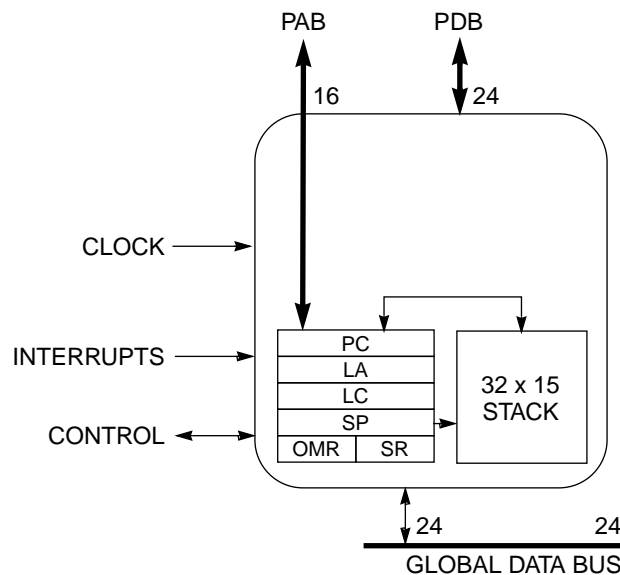 PAB PDB
16 24
CLOCK
PC
LA
INTERRUPTS
LC
32 x 15
STACK
SP
CONTROL
OMR SR
24 24
GLOBAL DATA BUS